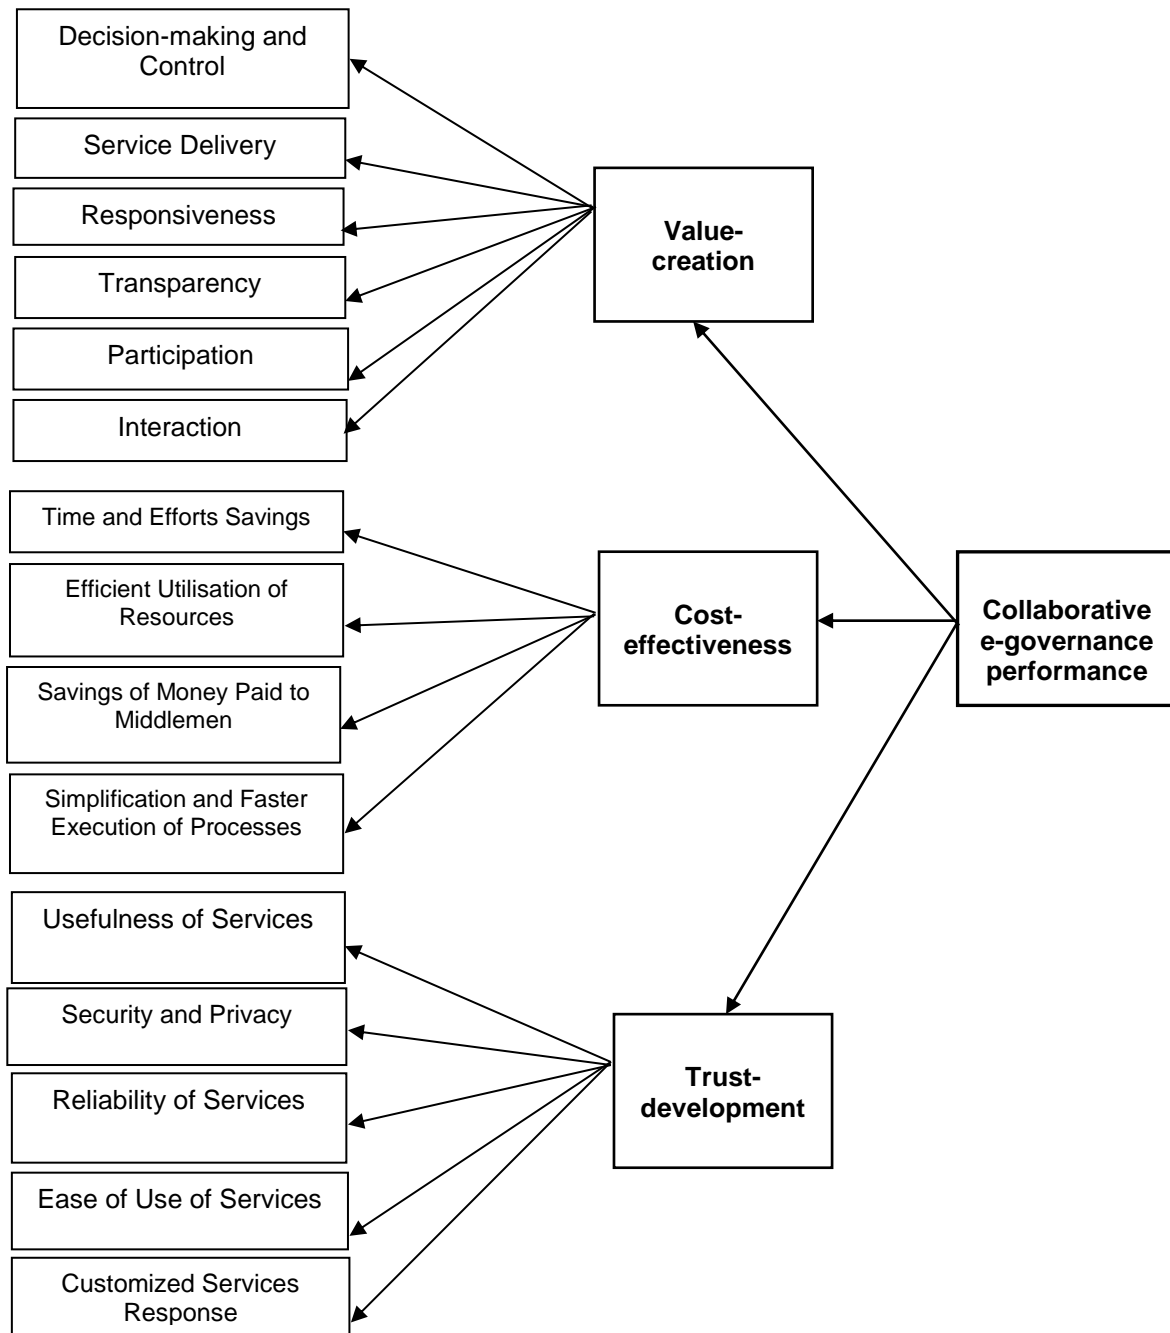 Decision-making and
Control
Service Delivery
Responsiveness
Transparency
Participation
Interaction
Value-
creation
Time and Efforts Savings
Efficient Utilisation of
Resources
Savings of Money Paid to
Middlemen
Simplification and Faster
Execution of Processes
Cost-
effectiveness
Collaborative
e-governance
performance
Usefulness of Services
Security and Privacy
Reliability of Services
Ease of Use of Services
Customized Services
Response
Trust-
development